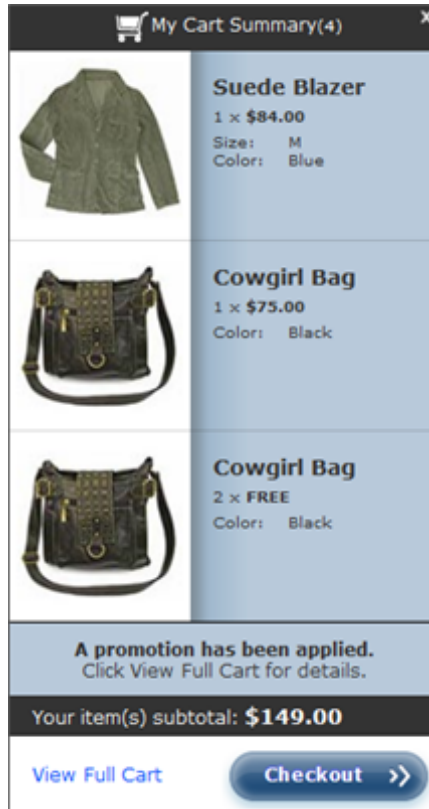 My Cart Summary(4)
x
Suede Blazer
1 × $84.00
Size: M
Color: Blue
Cowgirl Bag
1 × $75.00
Color: Black
Cowgirl Bag
2 × FREE
Color: Black
A promotion has been applied.
Click View Full Cart for details.
Your item(s) subtotal: $149.00
View Full Cart
Checkout »